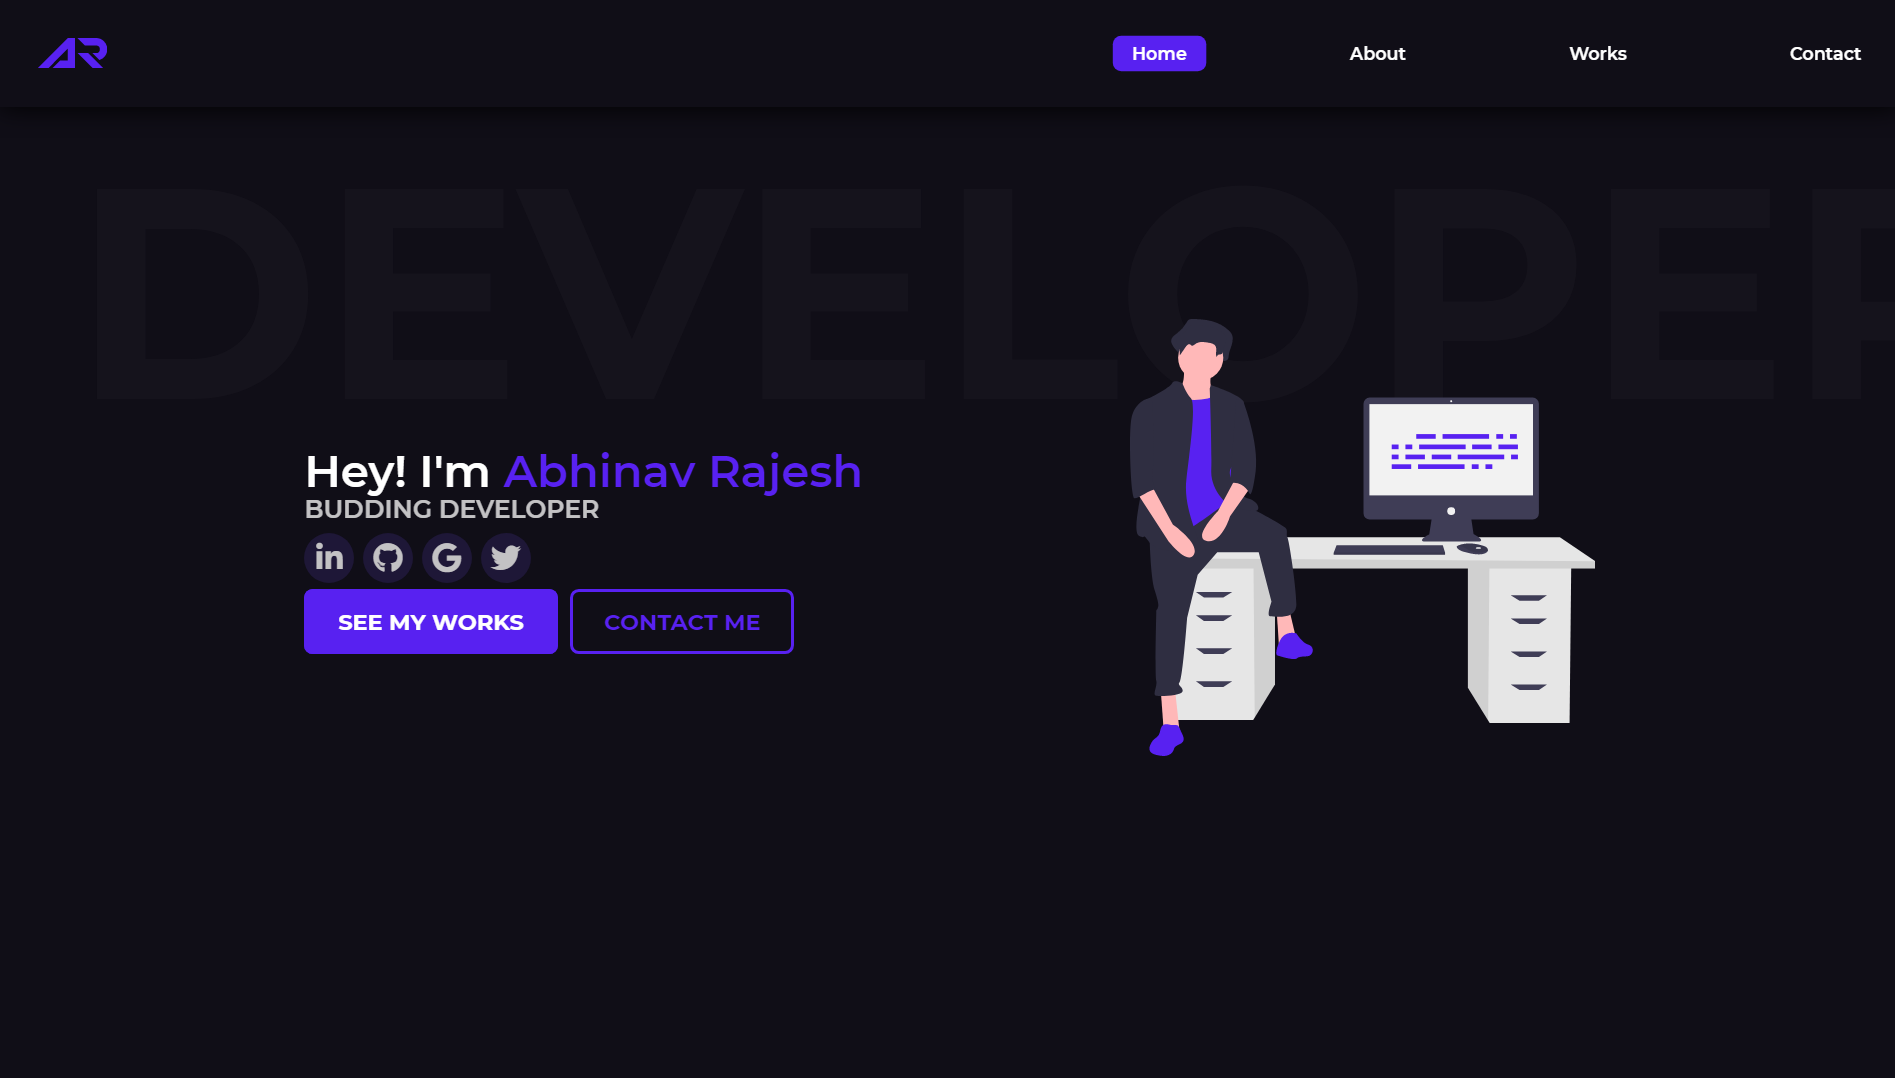 AR
Home
About
Works
Contact
DEVELOPER
Hey! I'm Abhinav Rajesh
BUDDING DEVELOPER
in
G
SEE MY WORKS
CONTACT ME